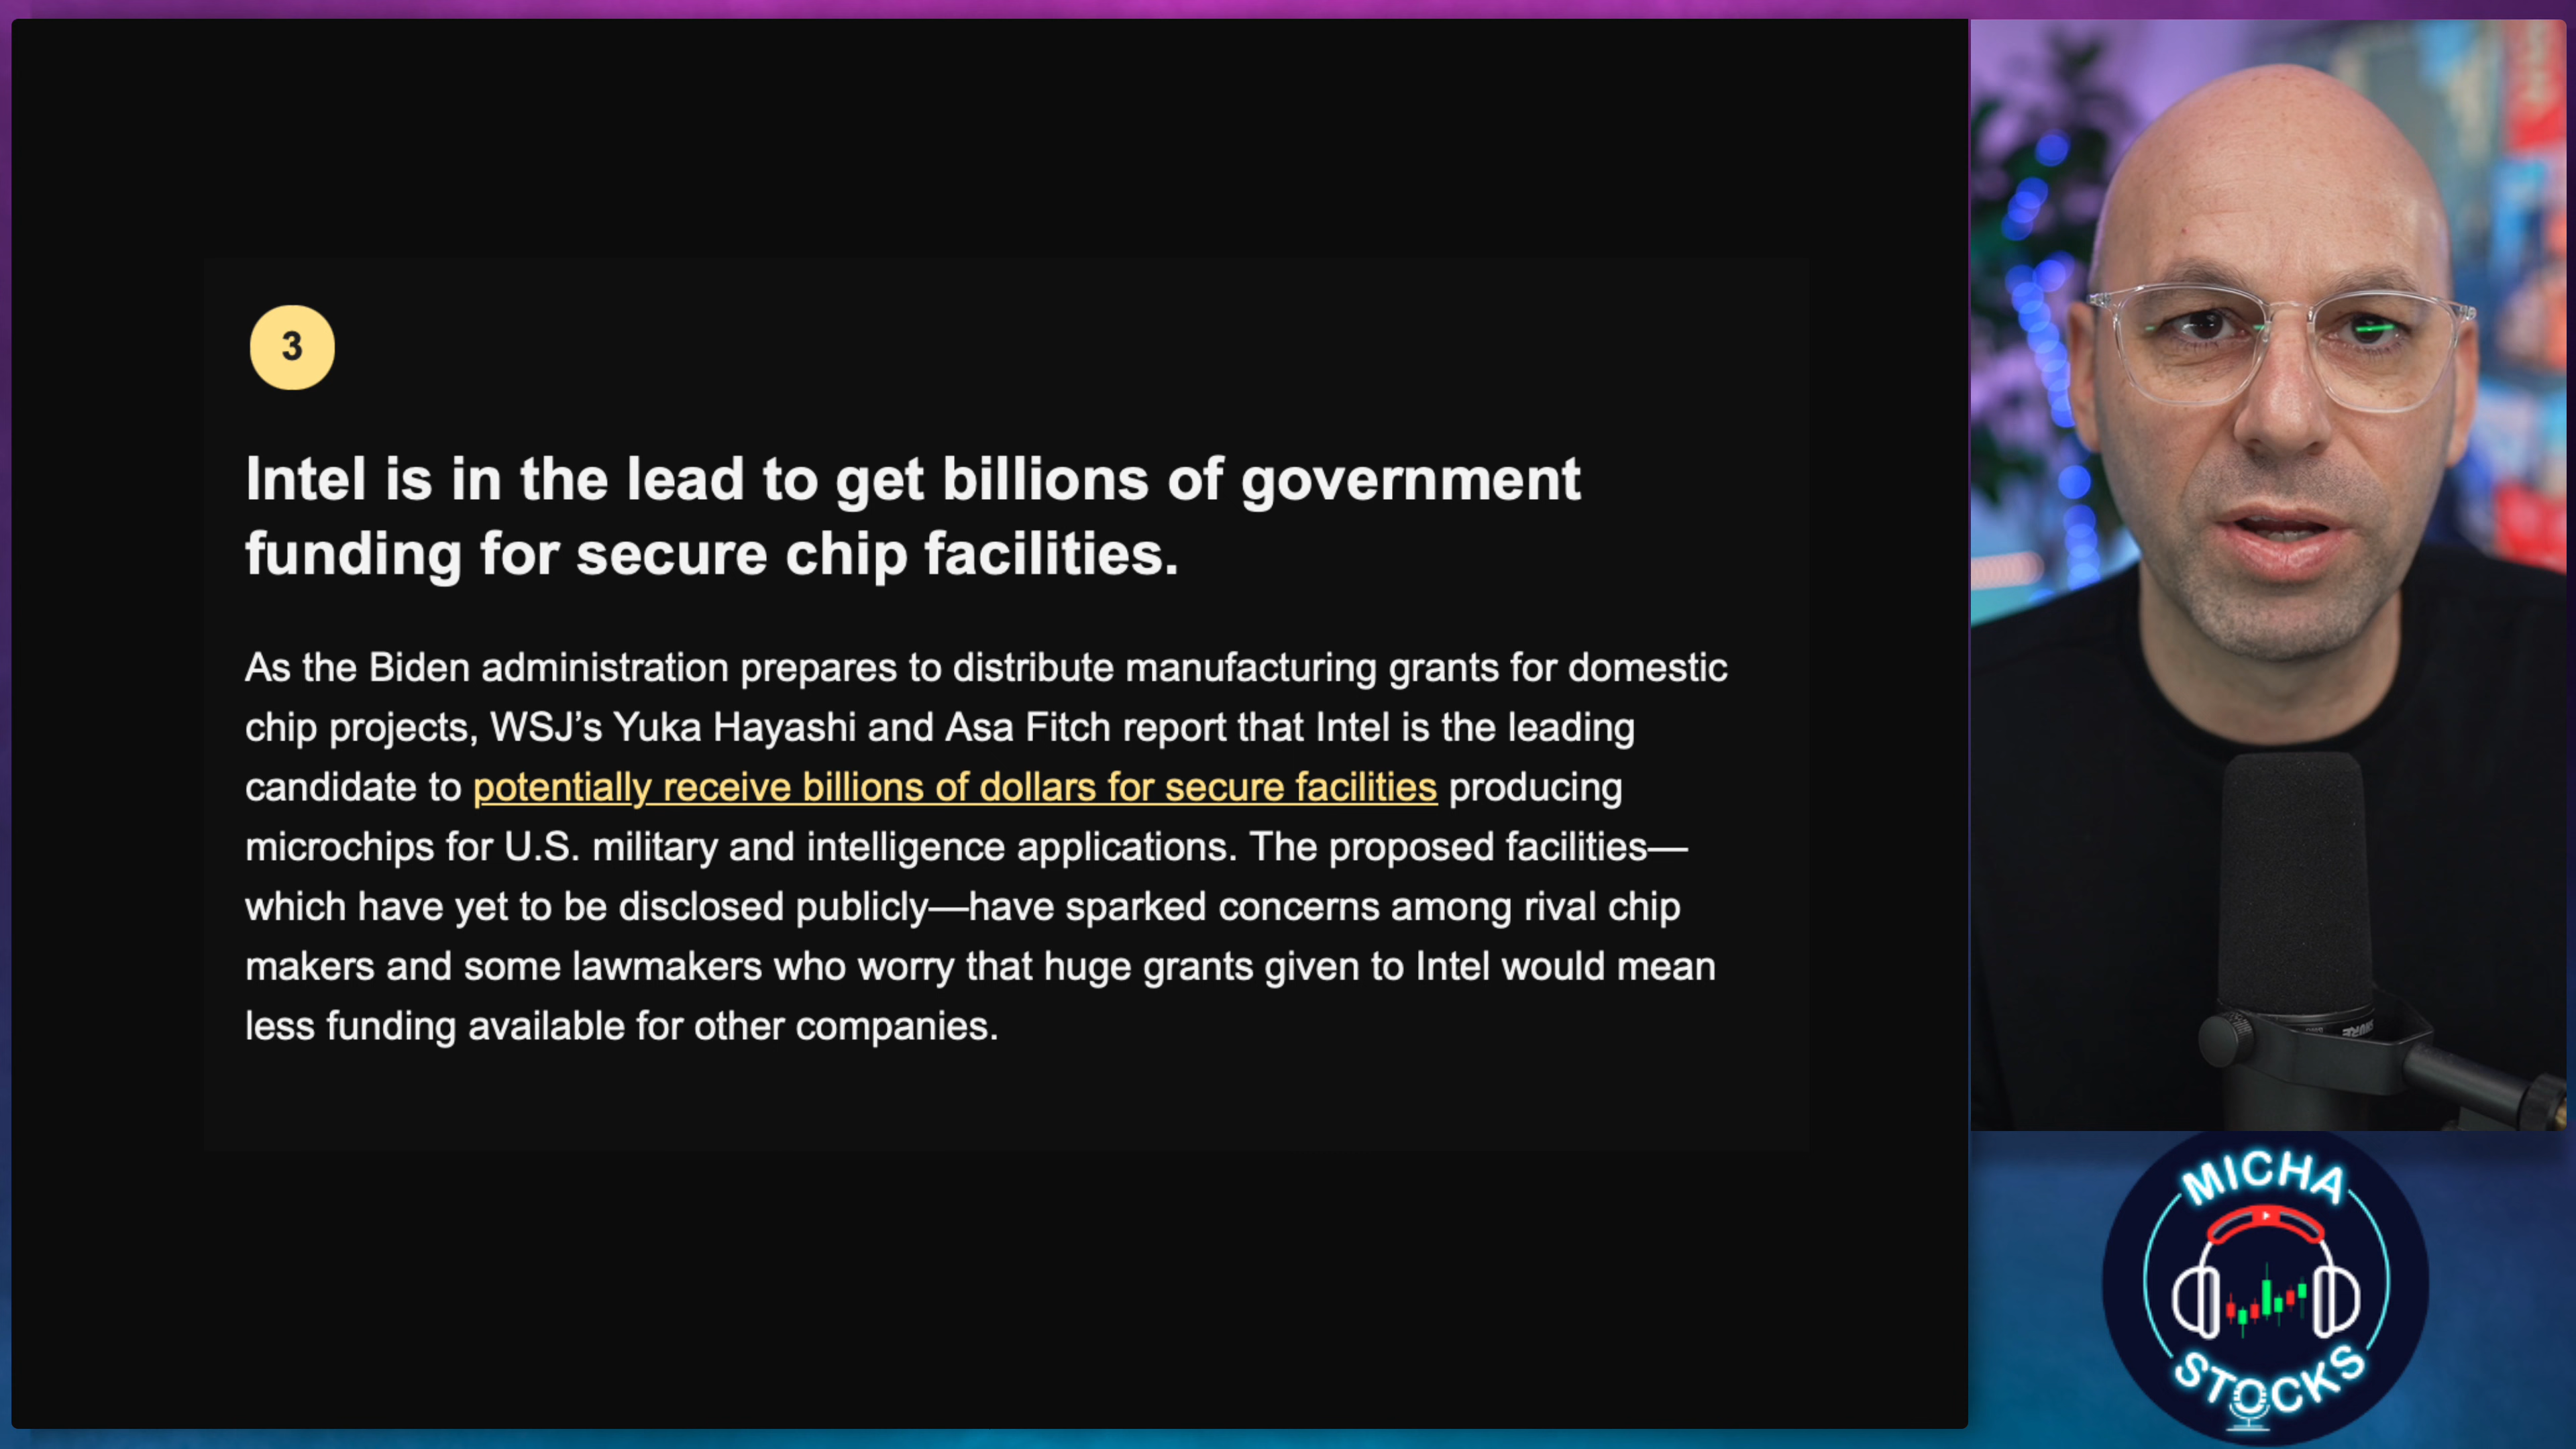 3
Intel is in the lead to get billions of government
funding for secure chip facilities.
As the Biden administration prepares to distribute manufacturing grants for domestic
chip projects, WSJ’s Yuka Hayashi and Asa Fitch report that Intel is the leading
candidate to potentially receive billions of dollars for secure facilities producing
microchips for U.S. military and intelligence applications. The proposed facilities—
which have yet to be disclosed publicly—have sparked concerns among rival chip
makers and some lawmakers who worry that huge grants given to Intel would mean
less funding available for other companies.
SHURE
MICHA
STOCKS